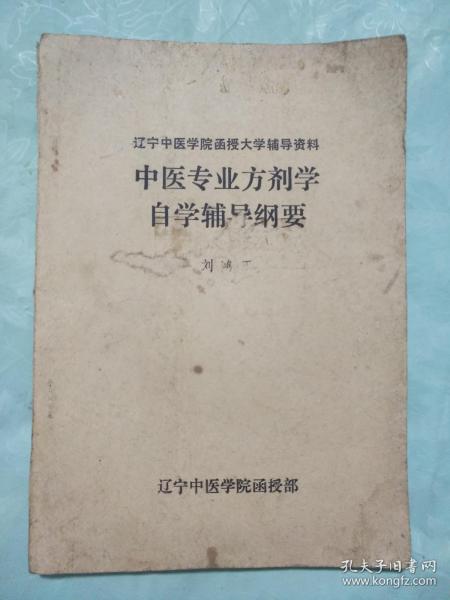 辽宁中医学院函授大学辅导资料
中医专业方剂学
自学辅导纲要
刘
辽宁中医学院函授部
孔夫子旧书网
www.kongfz.com